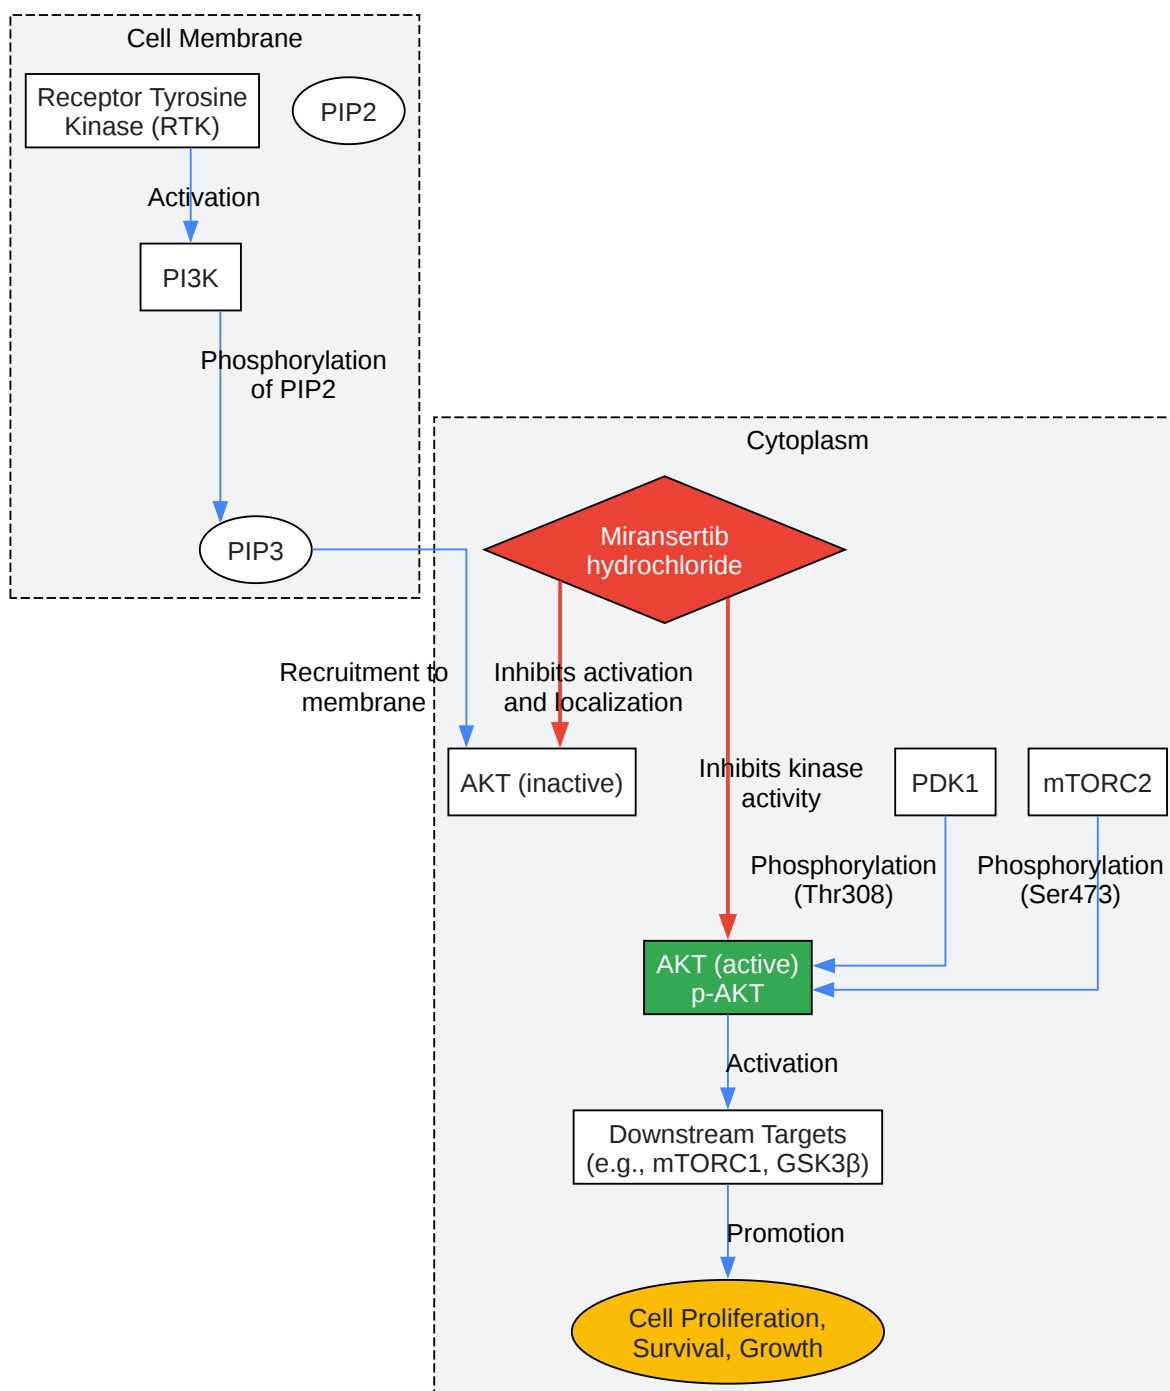 Cell Membrane
Receptor Tyrosine
Kinase (RTK)
PIP2
Activation
PI3K
Phosphorylation
of PIP2
PIP3
Cytoplasm
Miransertib
hydrochloride
Recruitment to
membrane
Inhibits activation
and localization
AKT (inactive)
Inhibits kinase
activity
PDK1
mTORC2
Phosphorylation
(Thr308)
Phosphorylation
(Ser473)
AKT (active)
p-AKT
Activation
Downstream Targets
(e.g., mTORC1, GSK3β)
Promotion
Cell Proliferation,
Survival, Growth